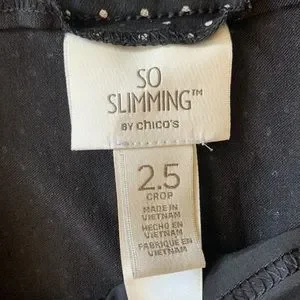 SO
SLIMMING™
BY chico's
2.5
CROP
MADE IN
VIETNAM
HECHO EN
VIETNAM
FABRIQUÉ EN
VIETNAM